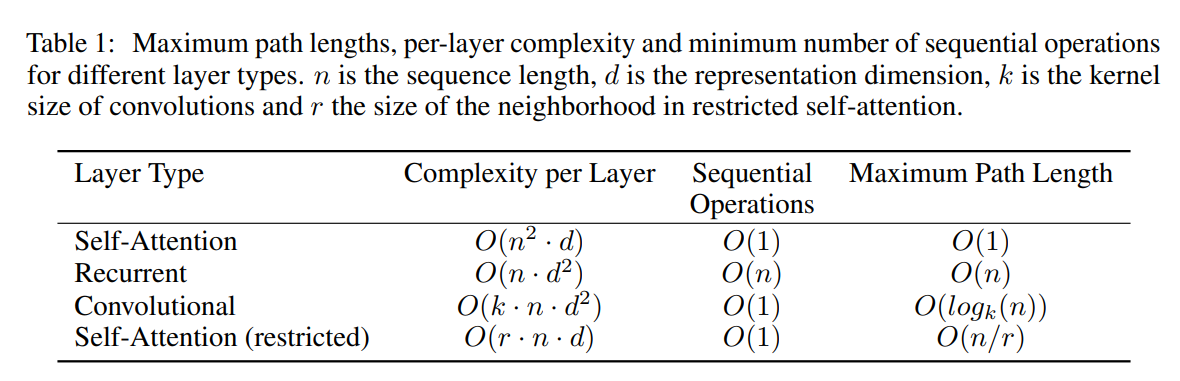 Table 1: Maximum path lengths, per-layer complexity and minimum number of sequential operations
for different layer types. n is the sequence length, d is the representation dimension, k is the kernel
size of convolutions and r the size of the neighborhood in restricted self-attention.
Layer Type Complexity per Layer Sequential Maximum Path Length
Operations
Self-Attention O(n² · d) O(1) O(1)
Recurrent O(n · d²) O(n) O(n)
Convolutional O(k · n · d²) O(1) O(logₖ(n))
Self-Attention (restricted) O(r · n · d) O(1) O(n/r)